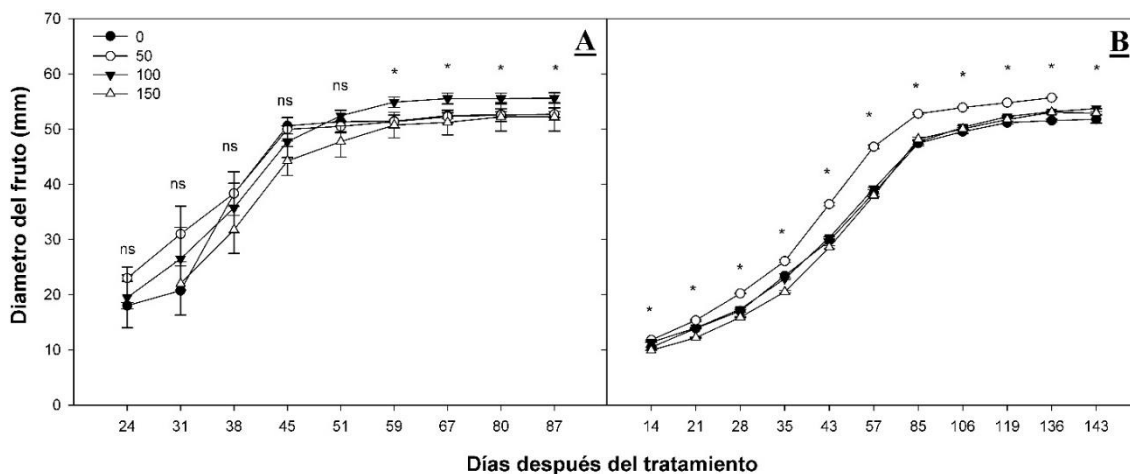 70
60
50
40
30
20
10
0
Diametro del fruto (mm)
0
50
100
150
A
ns
ns
ns
ns
ns
*
*
*
*
B
*
*
*
*
*
*
*
*
*
*
*
24 31 38 45 51 59 67 80 87
14 21 28 35 43 57 85 106 119 136 143
Días después del tratamiento